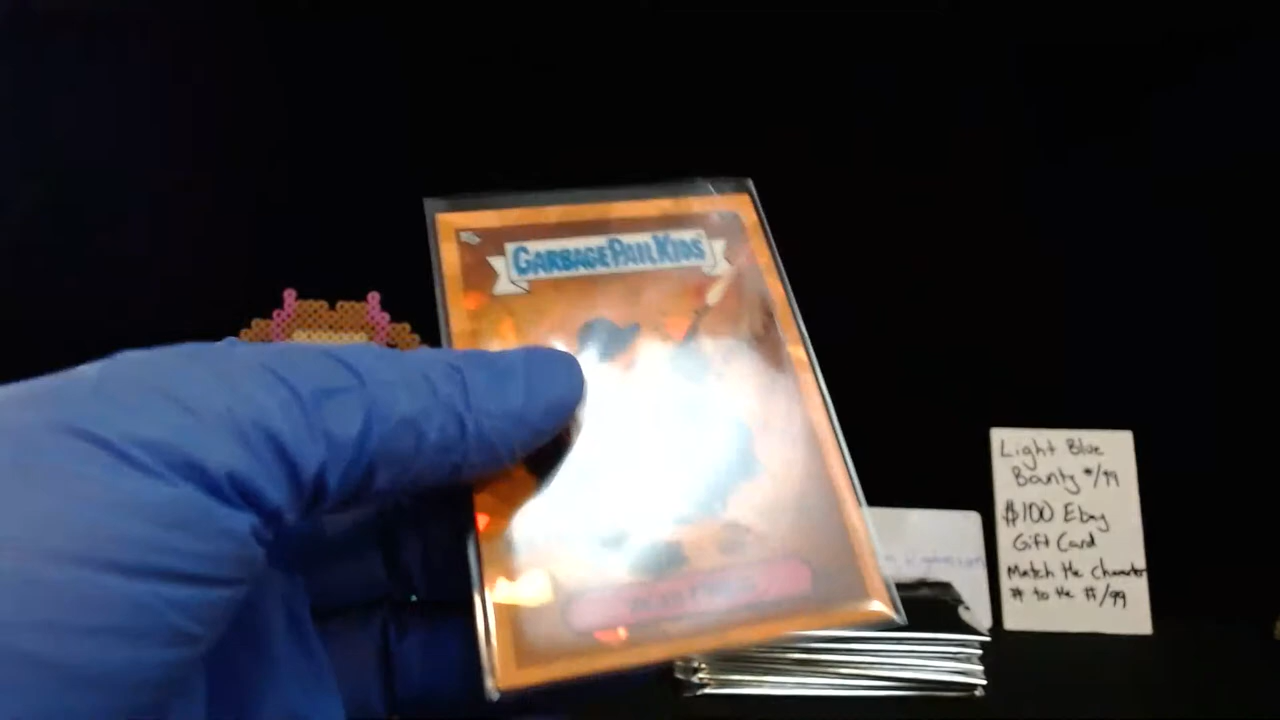 GARBAGE PAIL KIDS
Light Blue
Bounty #/99
$100 Ebay
Gift Card
Match the Character
# to the #/99